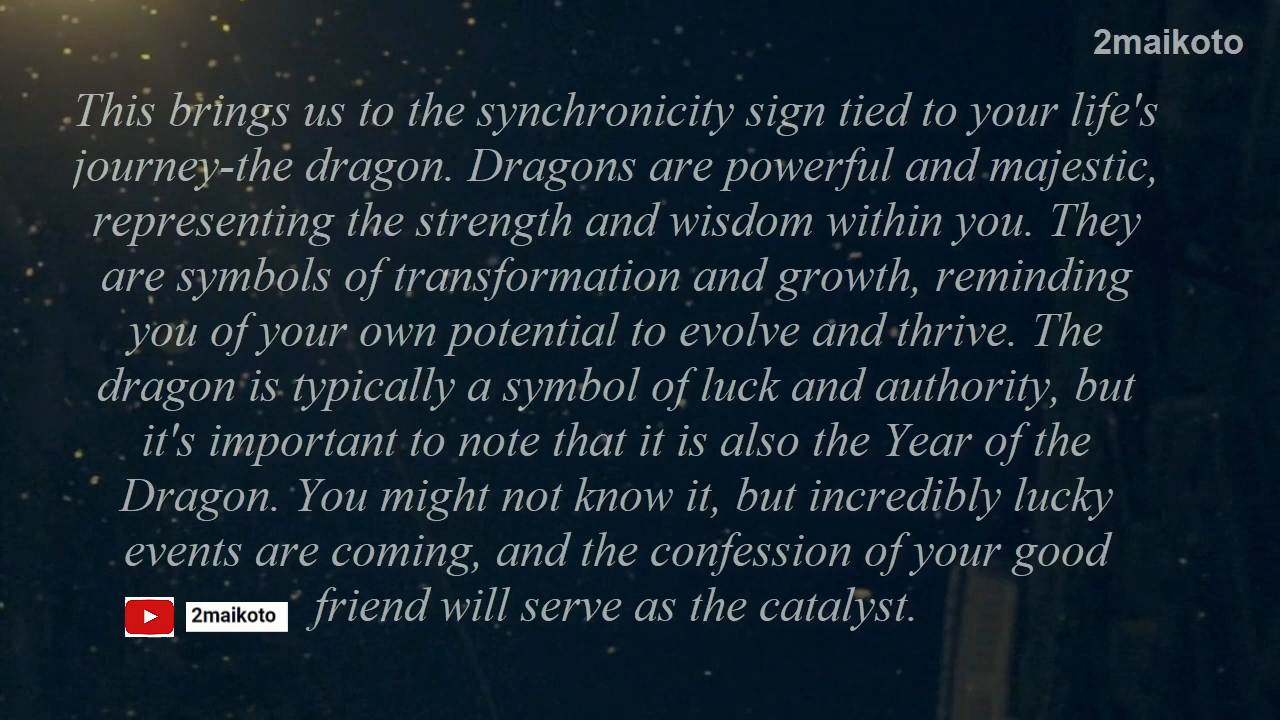 2maikoto
This brings us to the synchronicity sign tied to your life's
journey-the dragon. Dragons are powerful and majestic,
representing the strength and wisdom within you. They
are symbols of transformation and growth, reminding
you of your own potential to evolve and thrive. The
dragon is typically a symbol of luck and authority, but
it's important to note that it is also the Year of the
Dragon. You might not know it, but incredibly lucky
events are coming, and the confession of your good
friend will serve as the catalyst.
2maikoto